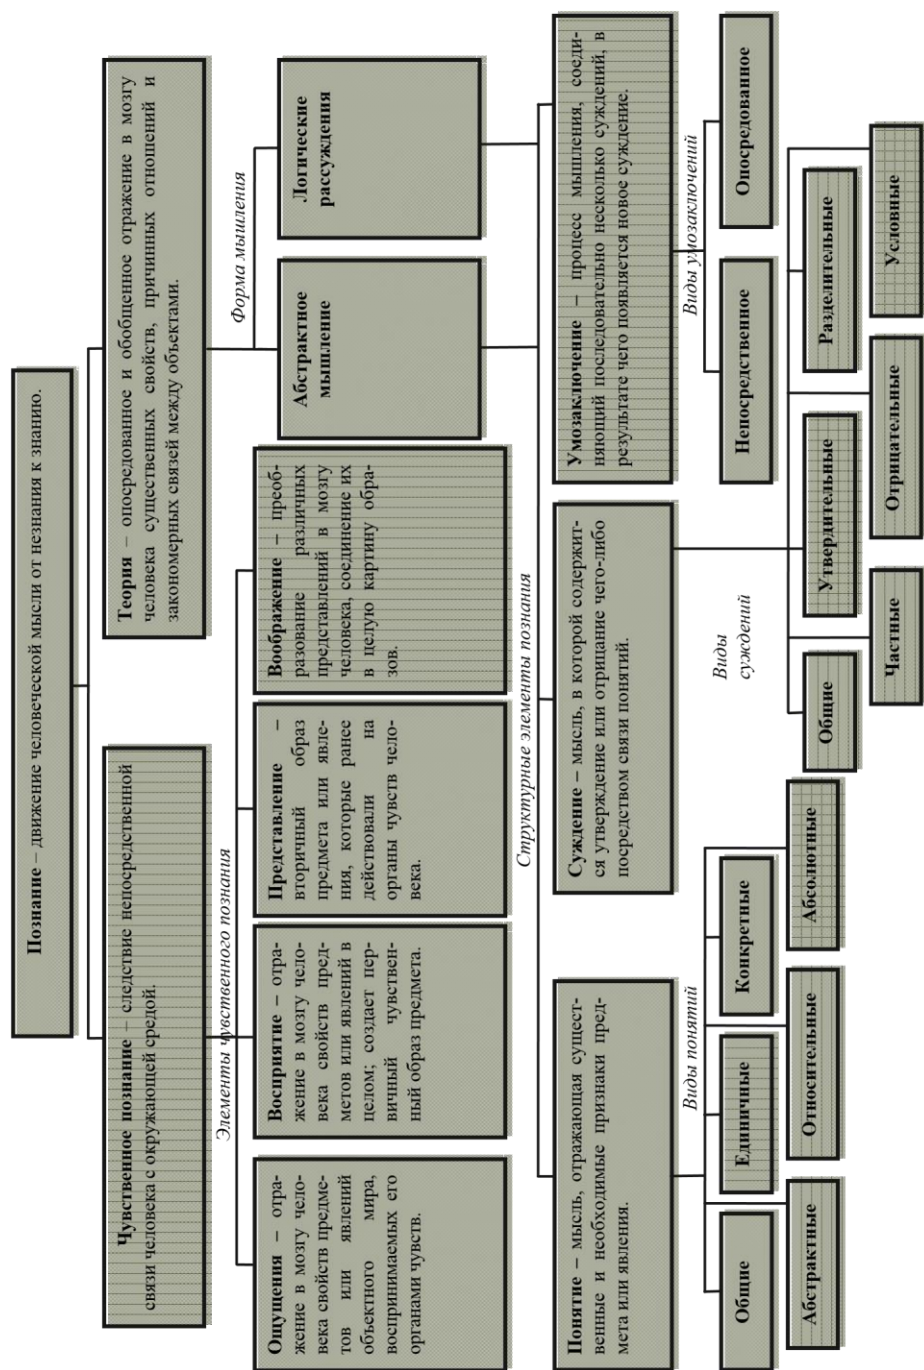 Познание – движение человеческой мысли от незнания к знанию.
Чувственное познание – следствие непосредственной
связи человека с окружающей средой.
Теория – опосредованное и обобщенное отражение в мозгу
человека существенных свойств, причинных отношений и
закономерных связей между объектами.
Элементы чувственного познания
Форма мышления
Ощущения – отра-
жение в мозгу чело-
века свойств предме-
тов или явлений
объектного мира,
воспринимаемых его
органами чувств.
Восприятие – отра-
жение в мозгу чело-
века свойств пред-
метов или явлений в
целом; создает пер-
вичный чувствен-
ный образ предмета.
Представление –
вторичный образ
предмета или явле-
ния, которые ранее
действовали на
органы чувств чело-
века.
Воображение – преоб-
разование различных
представлений в мозгу
человека, соединение их
в целую картину обра-
зов.
Абстрактное
мышление
Логические
рассуждения
Структурные элементы познания
Понятие – мысль, отражающая сущест-
венные и необходимые признаки пред-
мета или явления.
Суждение – мысль, в которой содержит-
ся утверждение или отрицание чего-либо
посредством связи понятий.
Умозаключение – процесс мышления, соеди-
няющий последовательно несколько суждений, в
результате чего появляется новое суждение.
Виды понятий
Виды
суждений
Виды умозаключений
Общие
Единичные
Конкретные
Абстрактные
Относительные
Абсолютные
Общие
Утвердительные
Разделительные
Частные
Отрицательные
Условные
Непосредственное
Опосредованное